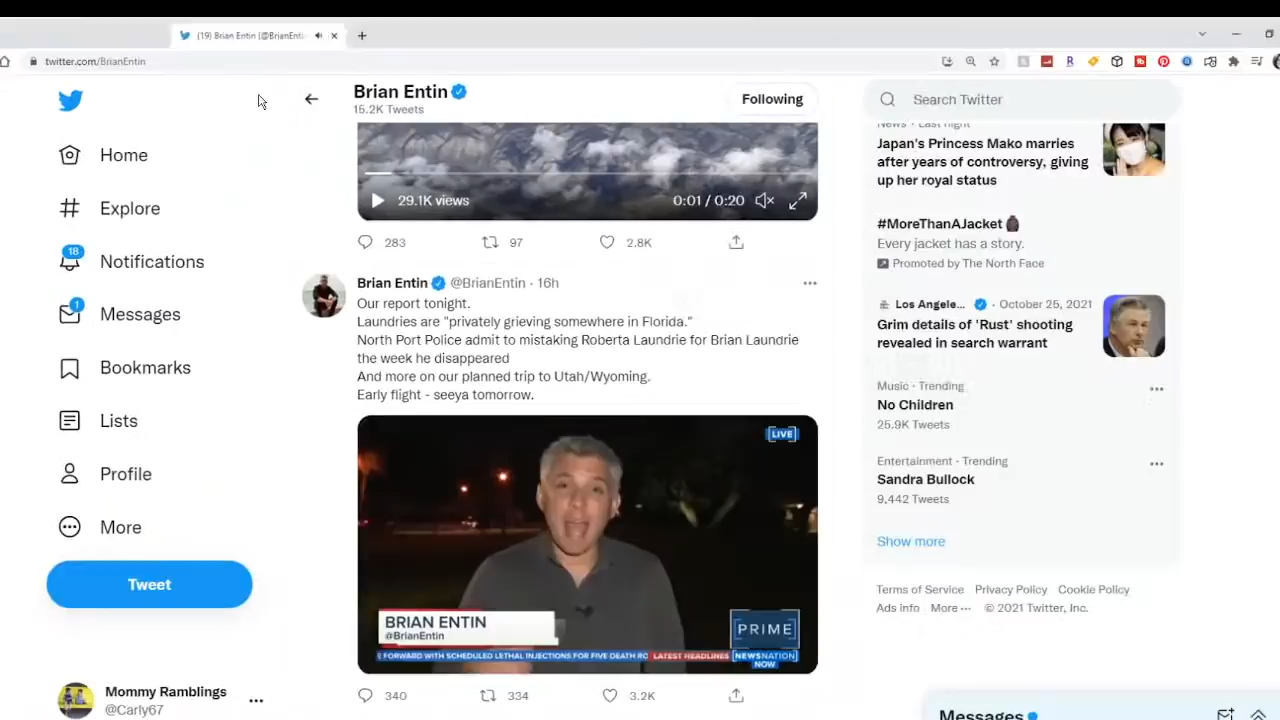 (19) Brian Entin (@BrianEnti
twitter.com/BrianEntin
Brian Entin
15.2K Tweets
Following
Search Twitter
Home
Explore
18
Notifications
1
Messages
Bookmarks
Lists
Profile
More
Tweet
Mommy Ramblings
@Carly67
29.1K views
0:01 / 0:20
283
97
2.8K
Brian Entin @BrianEntin · 16h
Our report tonight.
Laundries are "privately grieving somewhere in Florida."
North Port Police admit to mistaking Roberta Laundrie for Brian Laundrie
the week he disappeared
And more on our planned trip to Utah/Wyoming.
Early flight - seeya tomorrow.
LIVE
BRIAN ENTIN
@BrianEntin
PRIME
E FORWARD WITH SCHEDULED LETHAL INJECTIONS FOR FIVE DEATH RO
LATEST HEADLINES
NEWSNATION
NOW
340
334
3.2K
News · Last night
Japan's Princess Mako marries
after years of controversy, giving
up her royal status
#MoreThanAJacket
Every jacket has a story.
Promoted by The North Face
Los Angele... · October 25, 2021
Grim details of 'Rust' shooting
revealed in search warrant
Music · Trending
No Children
25.9K Tweets
Entertainment · Trending
Sandra Bullock
9,442 Tweets
Show more
Terms of Service Privacy Policy Cookie Policy
Ads info More ··· © 2021 Twitter, Inc.
Messages